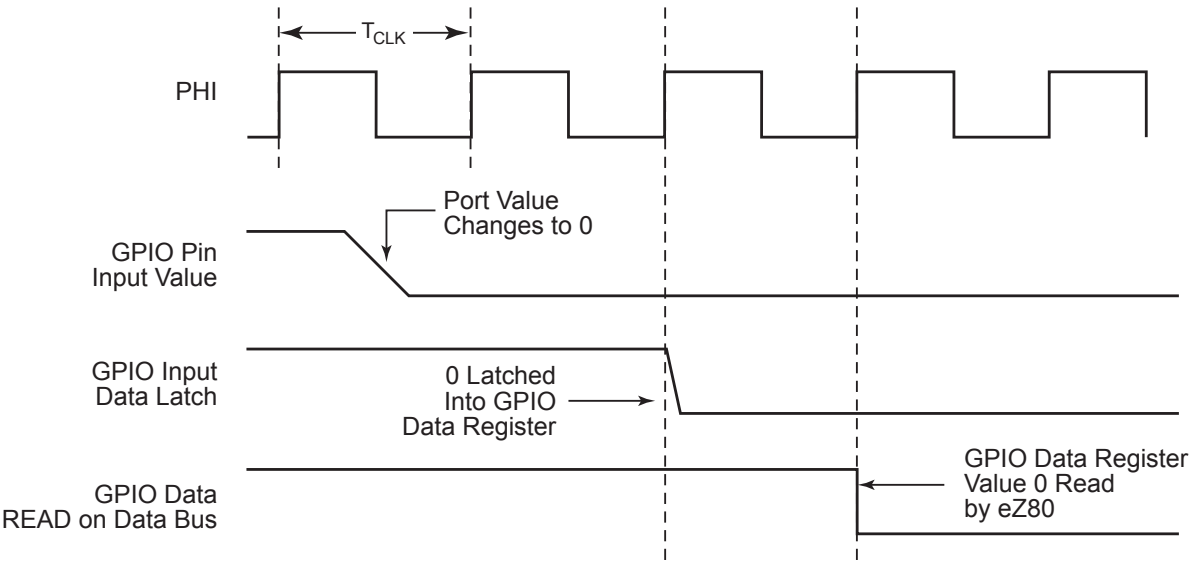 TCLK
PHI
Port Value
Changes to 0
GPIO Pin
Input Value
GPIO Input
Data Latch
0 Latched
Into GPIO
Data Register
GPIO Data
READ on Data Bus
GPIO Data Register
Value 0 Read
by eZ80